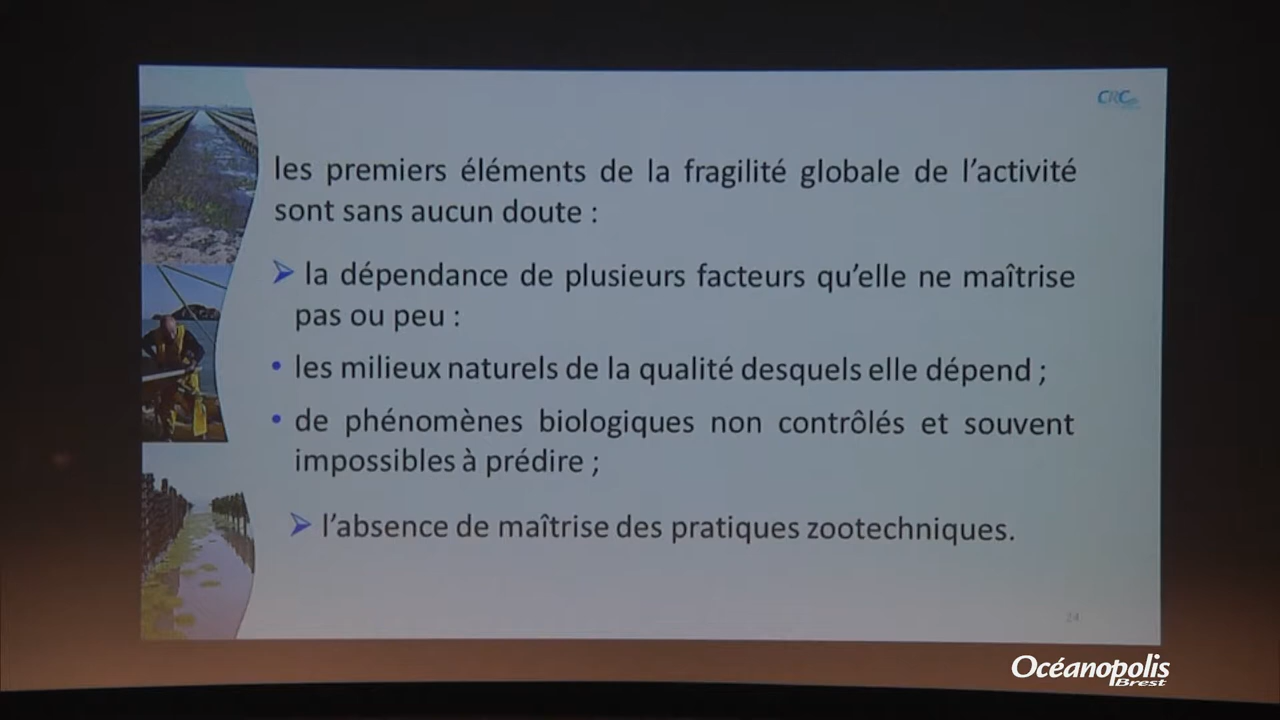 CRC
les premiers éléments de la fragilité globale de l'activité
sont sans aucun doute :
➢ la dépendance de plusieurs facteurs qu'elle ne maîtrise
pas ou peu :
• les milieux naturels de la qualité desquels elle dépend ;
• de phénomènes biologiques non contrôlés et souvent
impossibles à prédire ;
➢ l'absence de maîtrise des pratiques zootechniques.
24
Océanopolis
Brest